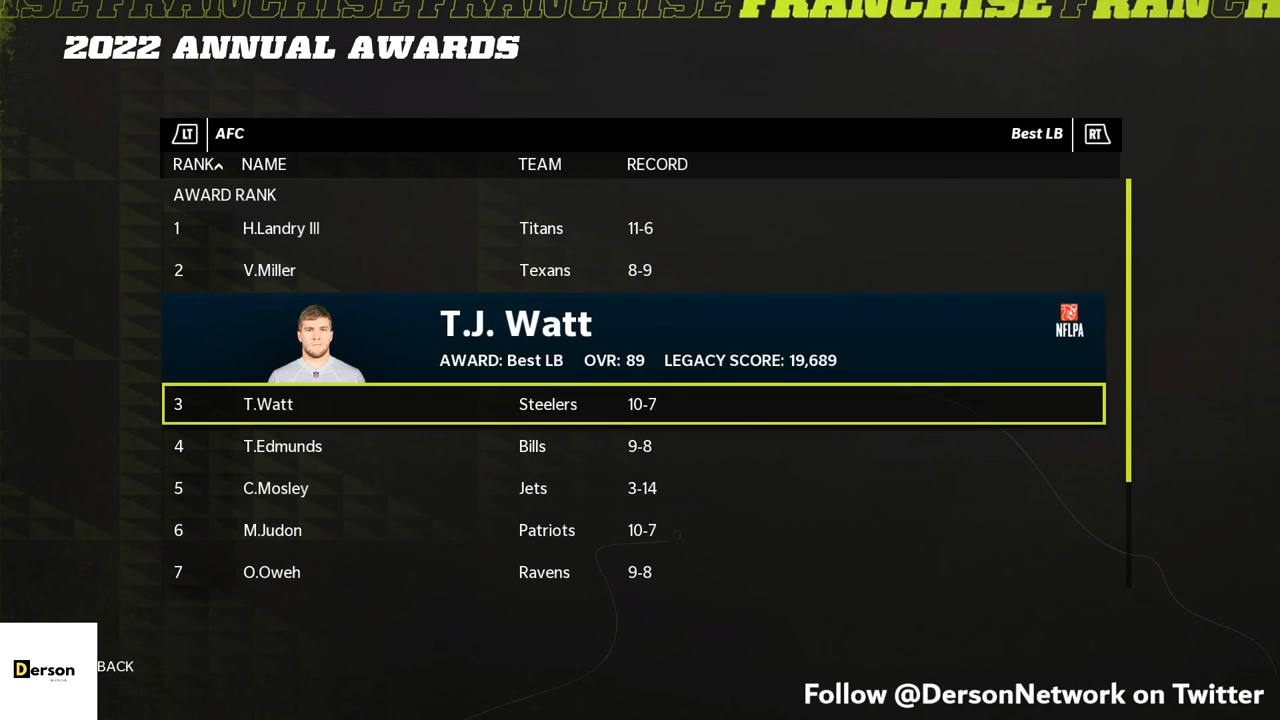 FRANCHISE FRANCHISE FRANCHISE FRANCH
2022 ANNUAL AWARDS
LT AFC Best LB RT
RANK NAME TEAM RECORD
AWARD RANK
1 H.Landry III Titans 11-6
2 V.Miller Texans 8-9
T.J. Watt
AWARD: Best LB OVR: 89 LEGACY SCORE: 19,689
NFLPA
3 T.Watt Steelers 10-7
4 T.Edmunds Bills 9-8
5 C.Mosley Jets 3-14
6 M.Judon Patriots 10-7
7 O.Oweh Ravens 9-8
Derson
BACK
Follow @DersonNetwork on Twitter